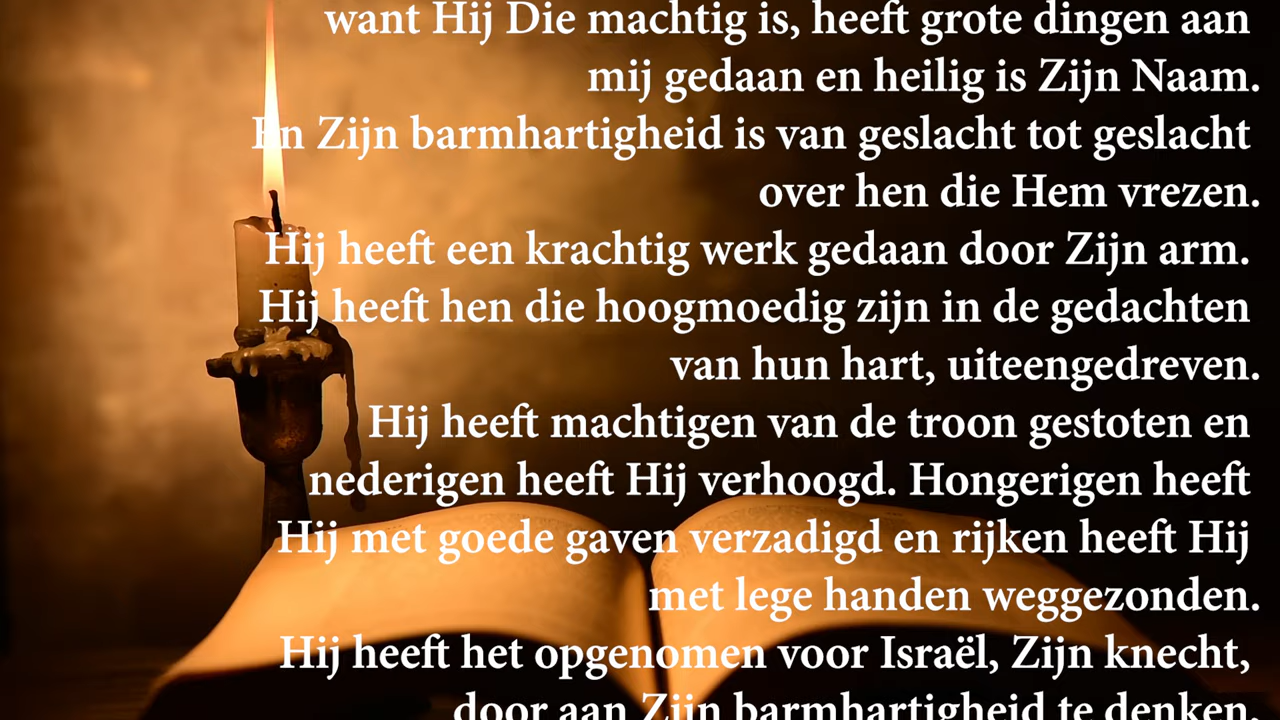 want Hij Die machtig is, heeft grote dingen aan
mij gedaan en heilig is Zijn Naam.
En Zijn barmhartigheid is van geslacht tot geslacht
over hen die Hem vrezen.
Hij heeft een krachtig werk gedaan door Zijn arm.
Hij heeft hen die hoogmoedig zijn in de gedachten
van hun hart, uiteengedreven.
Hij heeft machtigen van de troon gestoten en
nederigen heeft Hij verhoogd. Hongerigen heeft
Hij met goede gaven verzadigd en rijken heeft Hij
met lege handen weggezonden.
Hij heeft het opgenomen voor Israël, Zijn knecht,
door aan Zijn barmhartigheid te denken,